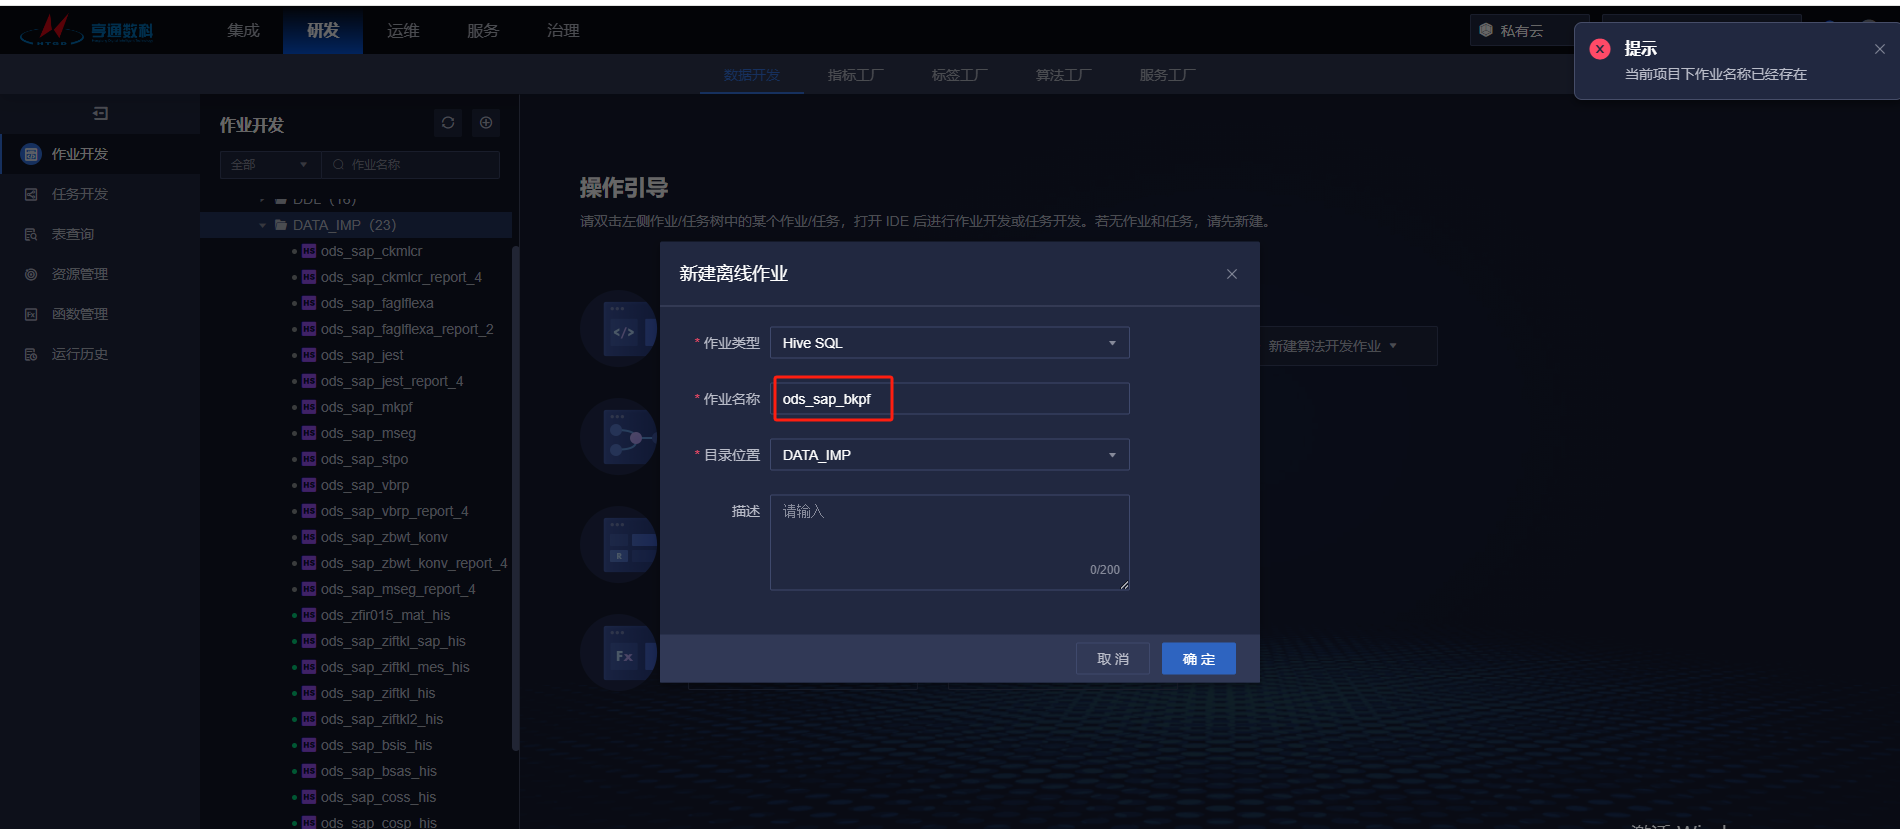 亨通数科
HTGD
集成
研发
运维
服务
治理
私有云
提示
当前项目下作业名称已经存在
数据开发
指标工厂
标签工厂
算法工厂
服务工厂
作业开发
任务开发
表查询
资源管理
函数管理
运行历史
作业开发
全部
作业名称
DDL (16)
DATA_IMP (23)
ods_sap_ckmlcr
ods_sap_ckmlcr_report_4
ods_sap_faglflexa
ods_sap_faglflexa_report_2
ods_sap_jest
ods_sap_jest_report_4
ods_sap_mkpf
ods_sap_mseg
ods_sap_stpo
ods_sap_vbrp
ods_sap_vbrp_report_4
ods_sap_zbwt_konv
ods_sap_zbwt_konv_report_4
ods_sap_mseg_report_4
ods_zfir015_mat_his
ods_sap_ziftkl_sap_his
ods_sap_ziftkl_mes_his
ods_sap_ziftkl_his
ods_sap_ziftkl2_his
ods_sap_bsis_his
ods_sap_bsas_his
ods_sap_coss_his
ods_sap_cosp_his
操作引导
请双击左侧作业/任务树中的某个作业/任务，打开 IDE 后进行作业开发或任务开发。若无作业和任务，请先新建。
新建算法开发作业
新建离线作业
* 作业类型 Hive SQL
* 作业名称 ods_sap_bkpf
* 目录位置 DATA_IMP
描述 请输入
0/200
取消
确定